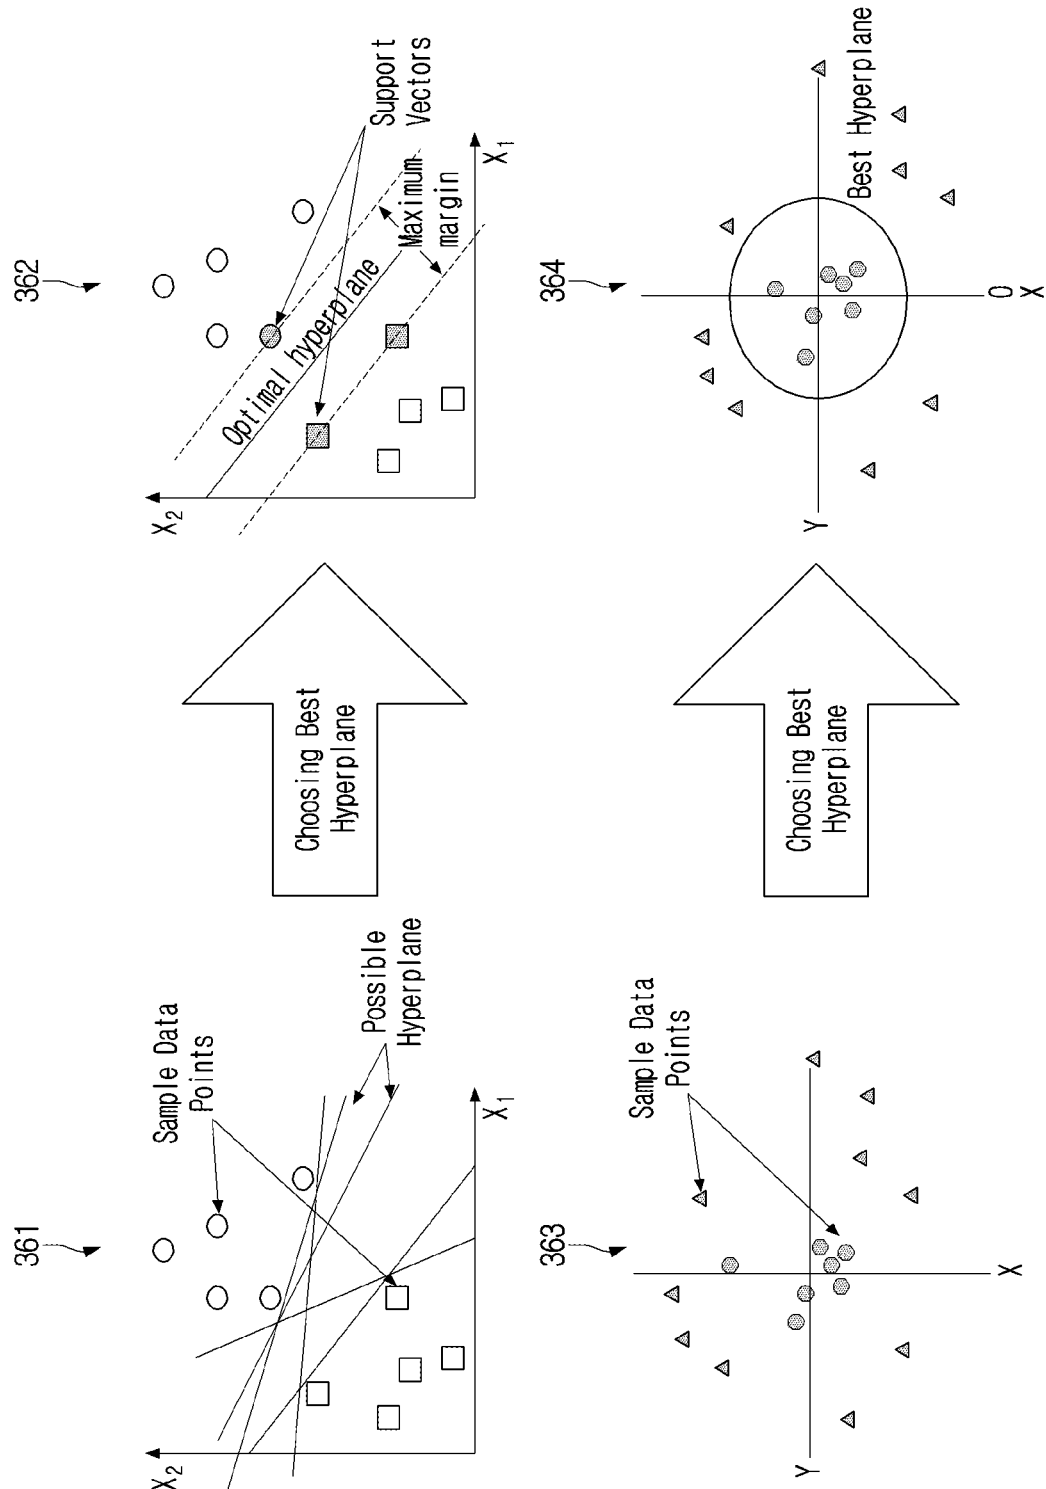 361
X₂
Sample Data
Points
Possible
Hyperplane
X₁
Choosing Best
Hyperplane
362
X₂
Optimal hyperplane
Maximum
margin
Support
Vectors
X₁
363
Y
Sample Data
Points
X
Choosing Best
Hyperplane
364
Y
Best Hyperplane
O
X